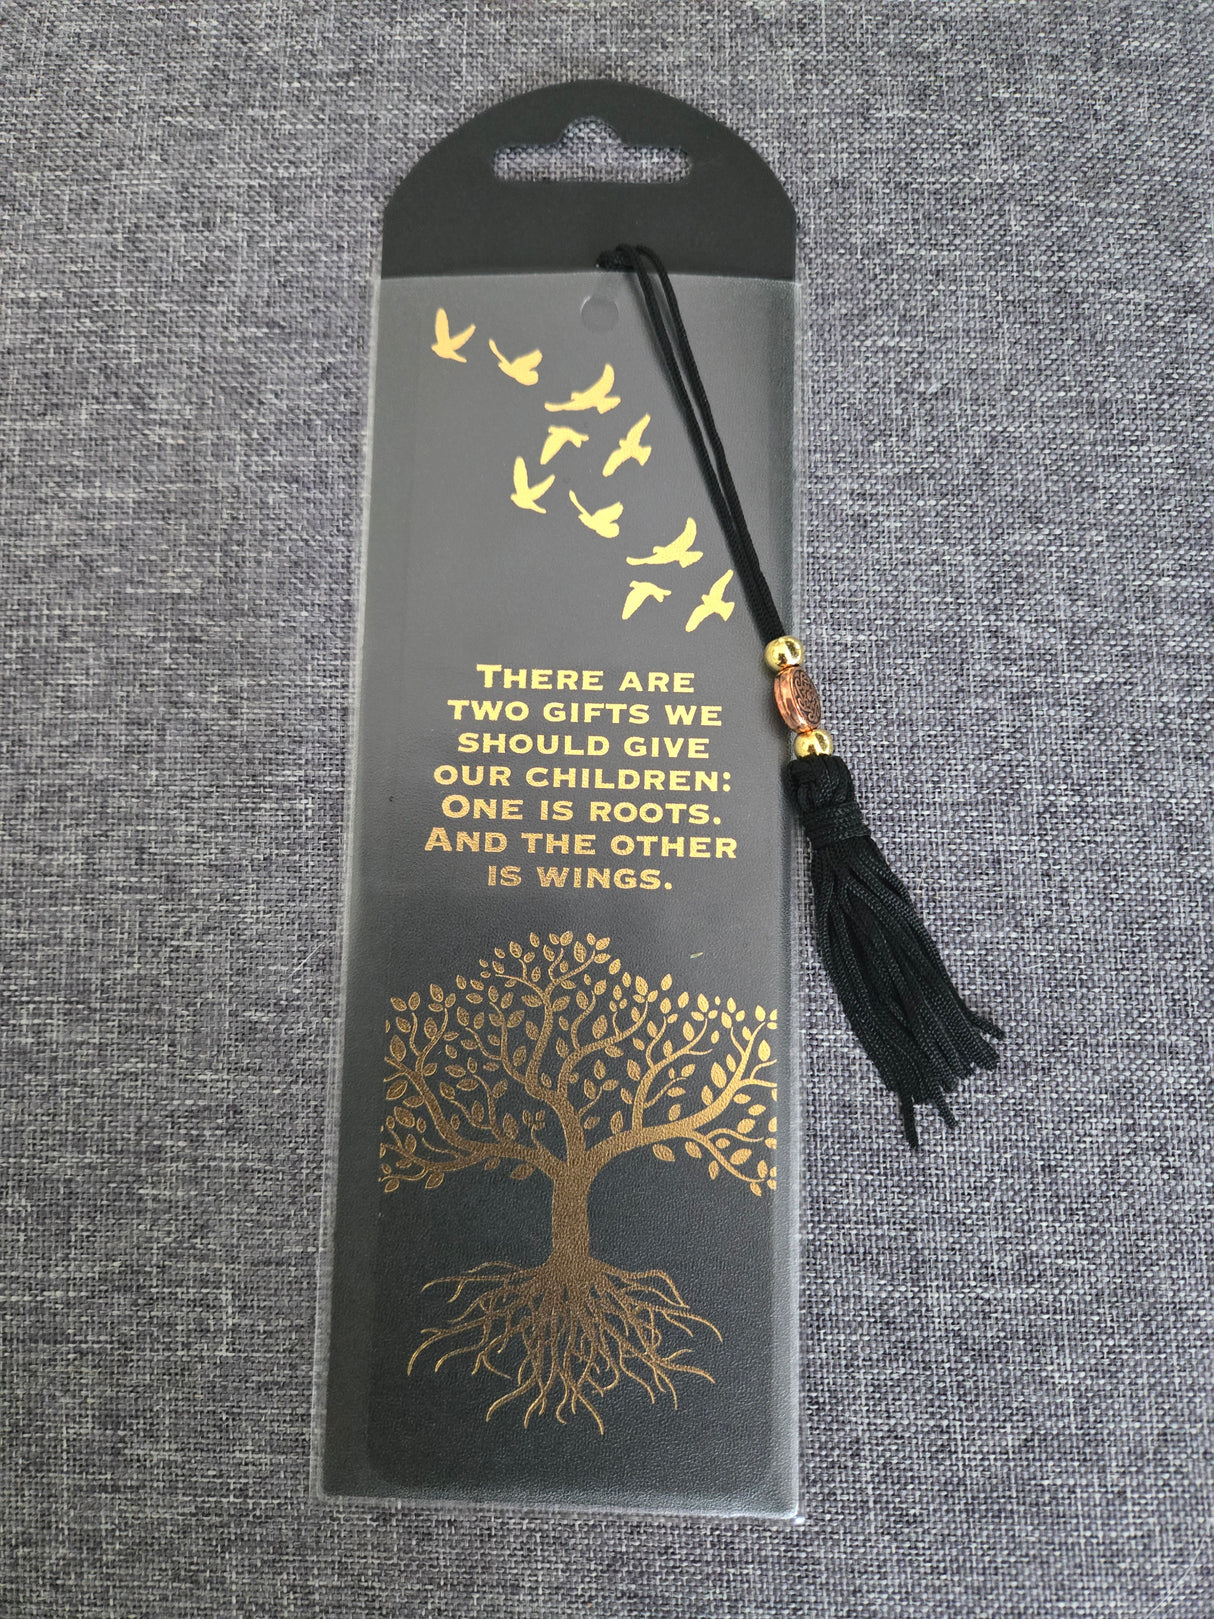 There are
two gifts we
should give
our children:
One is roots.
And the other
is wings.